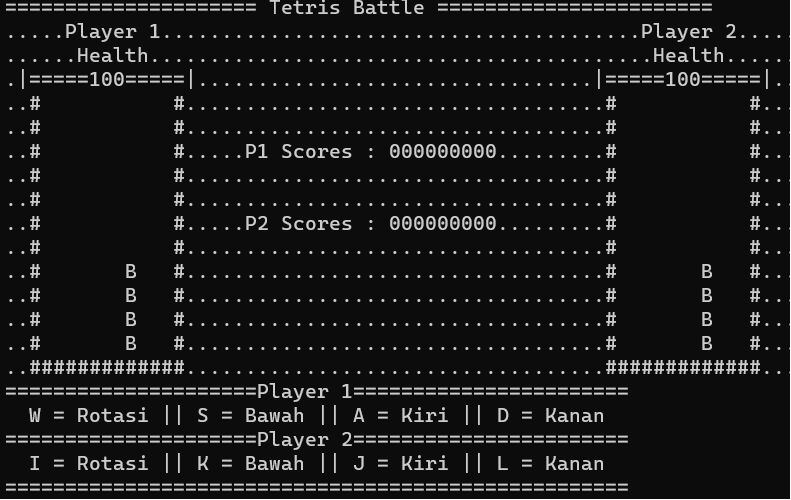 ===================== Tetris Battle =======================
.....Player 1........................................Player 2....
......Health..........................................Health.....
.|=====100=====|.................................|=====100=====|.
..#           #...................................#           #..
..#           #...................................#           #..
..#           #.....P1 Scores : 000000000.........#           #..
..#           #...................................#           #..
..#           #...................................#           #..
..#           #.....P2 Scores : 000000000.........#           #..
..#           #...................................#           #..
..#       B   #...................................#       B   #..
..#       B   #...................................#       B   #..
..#       B   #...................................#       B   #..
..#       B   #...................................#       B   #..
..#############...................................#############..
=====================Player 1=======================
  W = Rotasi || S = Bawah || A = Kiri || D = Kanan
=====================Player 2=======================
  I = Rotasi || K = Bawah || J = Kiri || L = Kanan
====================================================